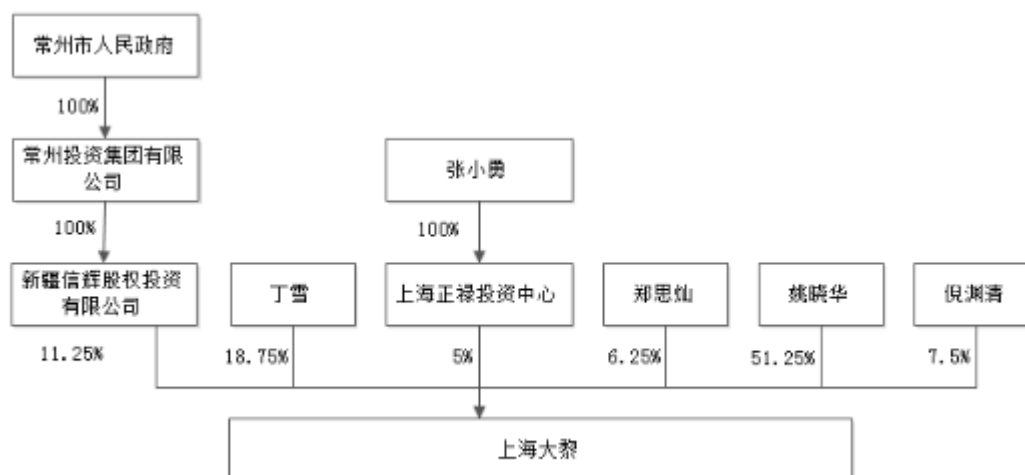 常州市人民政府
100%
常州投资集团有限
公司
张小勇
100%
100%
新疆信辉股权投资
有限公司
丁雪
上海正禄投资中心
郑思灿
姚晓华
倪渊清
11.25%
18.75%
5%
6.25%
51.25%
7.5%
上海大黎